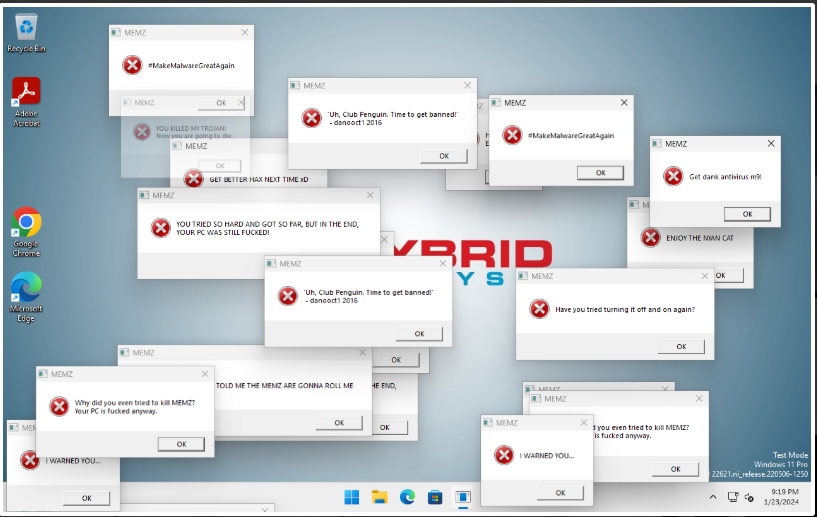 Recycle Bin
Adobe
Acrobat
Google
Chrome
Microsoft
Edge
MEMZ
#MakeMalwareGreatAgain
OK
MEMZ
YOU KILLED MY TROJAN!
Now you are going to die.
OK
MEMZ
GET BETTER HAX NEXT TIME xD
MEMZ
'Uh, Club Penguin. Time to get banned!'
- danooct1 2016
OK
MEMZ
#MakeMalwareGreatAgain
OK
MEMZ
Get dank antivirus m9!
OK
ENJOY THE NYAN CAT
OK
MEMZ
YOU TRIED SO HARD AND GOT SO FAR, BUT IN THE END,
YOUR PC WAS STILL FUCKED!
YBRID
YS
MEMZ
'Uh, Club Penguin. Time to get banned!'
- danooct1 2016
OK
MEMZ
Have you tried turning it off and on again?
OK
OK
MEMZ
TOLD ME THE MEMZ ARE GONNA ROLL ME
OK
HE END,
OK
MEMZ
Why did you even tried to kill MEMZ?
Your PC is fucked anyway.
OK
I WARNED YOU...
OK
MEMZ
MEMZ
d you even tried to kill MEMZ?
is fucked anyway.
OK
MEMZ
I WARNED YOU...
OK
Test Mode
Windows 11 Pro
22621.ni_release.220506-1250
9:19 PM
1/23/2024